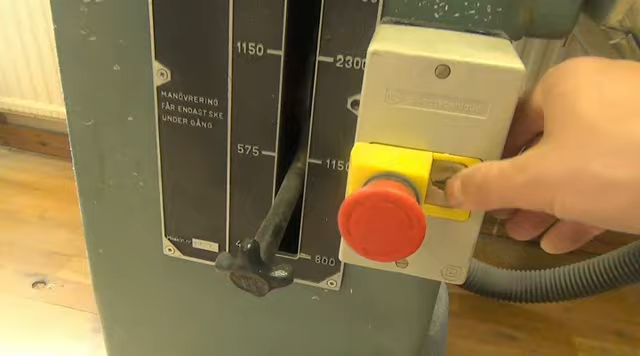 1150
2300
MANÖVRERING
FÅR ENDAST SKE
UNDER GÅNG
575
1150
800